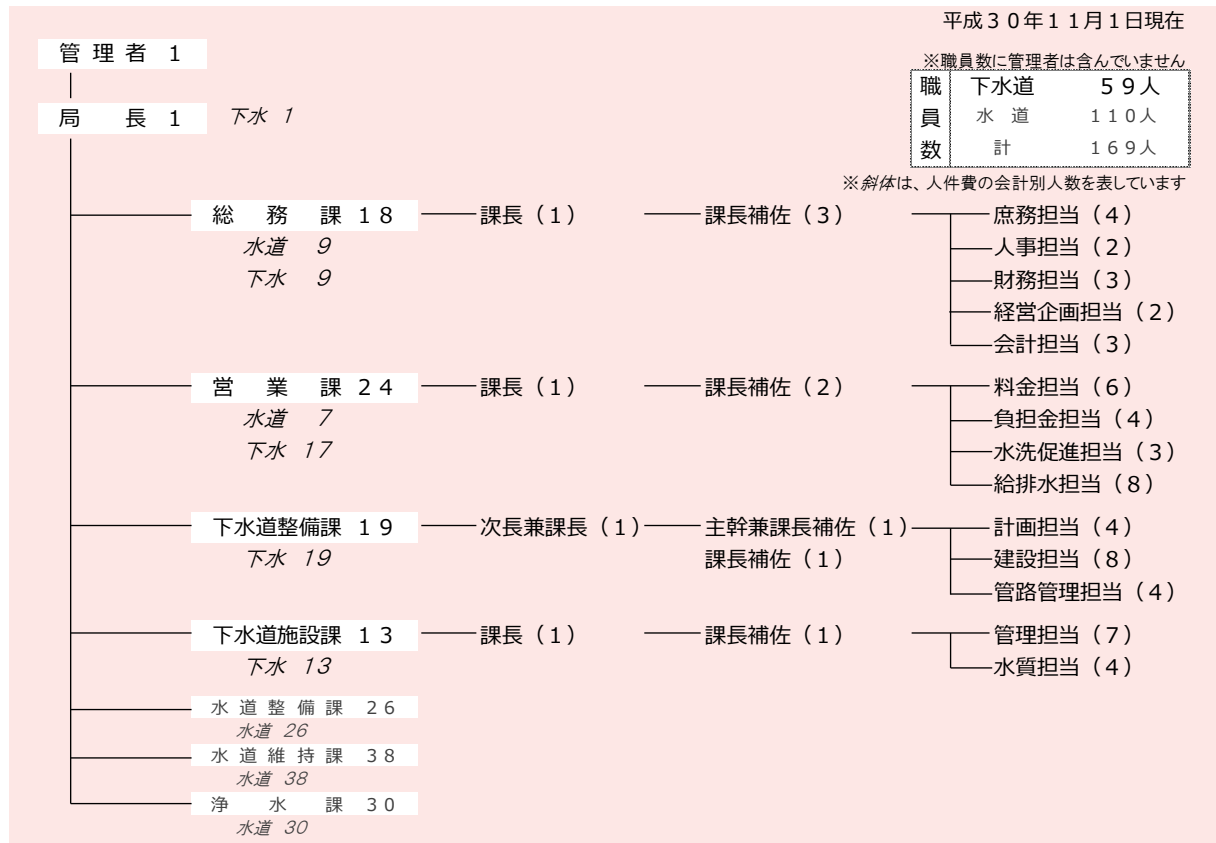 平成３０年１１月１日現在
管理者 １
※職員数に管理者は含んでいません
職員数
下水道 ５９人
水道 １１０人
計 １６９人
局長 １ 下水 1
※斜体は、人件費の会計別人数を表しています
総務課 １８ 課長（１） 課長補佐（３） 庶務担当（４）
水道 9 人事担当（２）
下水 9 財務担当（３）
経営企画担当（２）
会計担当（３）
営業課 ２４ 課長（１） 課長補佐（２） 料金担当（６）
水道 7 負担金担当（４）
下水 17 水洗促進担当（３）
給排水担当（８）
下水道整備課 １９ 次長兼課長（１） 主幹兼課長補佐（１） 計画担当（４）
下水 19 課長補佐（１） 建設担当（８）
管路管理担当（４）
下水道施設課 １３ 課長（１） 課長補佐（１） 管理担当（７）
下水 13 水質担当（４）
水道整備課 ２６
水道 26
水道維持課 ３８
水道 38
浄水課 ３０
水道 30